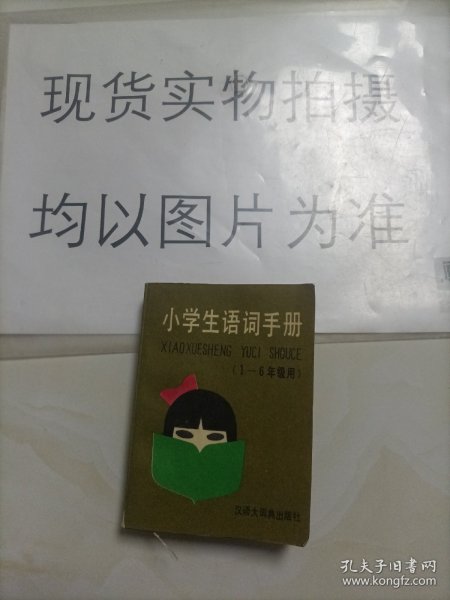 现货实物拍摄
均以图片为准
小学生语词手册
XIAOXUESHENG YUCI SHOUCE
(1—6年级用)
汉语大词典出版社
孔夫子旧书网
www.kongfz.com